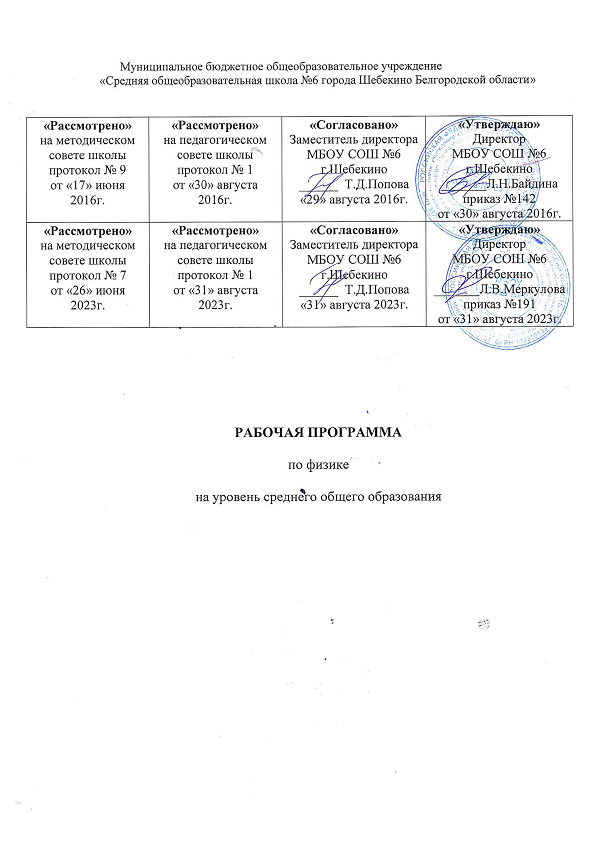 Муниципальное бюджетное общеобразовательное учреждение
«Средняя общеобразовательная школа №6 города Шебекино Белгородской области»
«Рассмотрено»
на методическом
совете школы
протокол № 9
от «17» июня
2016г.
«Рассмотрено»
на педагогическом
совете школы
протокол № 1
от «30» августа
2016г.
«Согласовано»
Заместитель директора
МБОУ СОШ №6
г.Шебекино
Т.Д.Попова
«29» августа 2016г.
«Утверждаю»
Директор
МБОУ СОШ №6
г.Шебекино
Л.Н.Байдина
приказ №142
от «30» августа 2016г.
«Рассмотрено»
на методическом
совете школы
протокол № 7
от «26» июня
2023г.
«Рассмотрено»
на педагогическом
совете школы
протокол № 1
от «31» августа
2023г.
«Согласовано»
Заместитель директора
МБОУ СОШ №6
г.Шебекино
Т.Д.Попова
«31» августа 2023г.
«Утверждаю»
Директор
МБОУ СОШ №6
г.Шебекино
Л.В.Меркулова
приказ №191
от «31» августа 2023г.
РАБОЧАЯ ПРОГРАММА
по физике
на уровень среднего общего образования